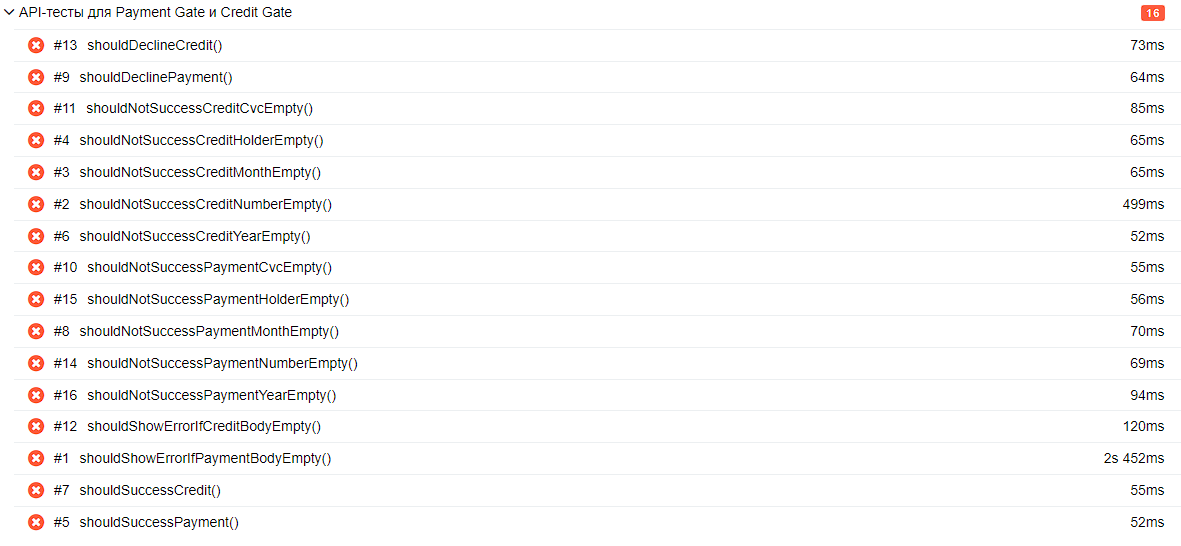 API-тесты для Payment Gate и Credit Gate 16
#13 shouldDeclineCredit() 73ms
#9 shouldDeclinePayment() 64ms
#11 shouldNotSuccessCreditCvcEmpty() 85ms
#4 shouldNotSuccessCreditHolderEmpty() 65ms
#3 shouldNotSuccessCreditMonthEmpty() 65ms
#2 shouldNotSuccessCreditNumberEmpty() 499ms
#6 shouldNotSuccessCreditYearEmpty() 52ms
#10 shouldNotSuccessPaymentCvcEmpty() 55ms
#15 shouldNotSuccessPaymentHolderEmpty() 56ms
#8 shouldNotSuccessPaymentMonthEmpty() 70ms
#14 shouldNotSuccessPaymentNumberEmpty() 69ms
#16 shouldNotSuccessPaymentYearEmpty() 94ms
#12 shouldShowErrorIfCreditBodyEmpty() 120ms
#1 shouldShowErrorIfPaymentBodyEmpty() 2s 452ms
#7 shouldSuccessCredit() 55ms
#5 shouldSuccessPayment() 52ms